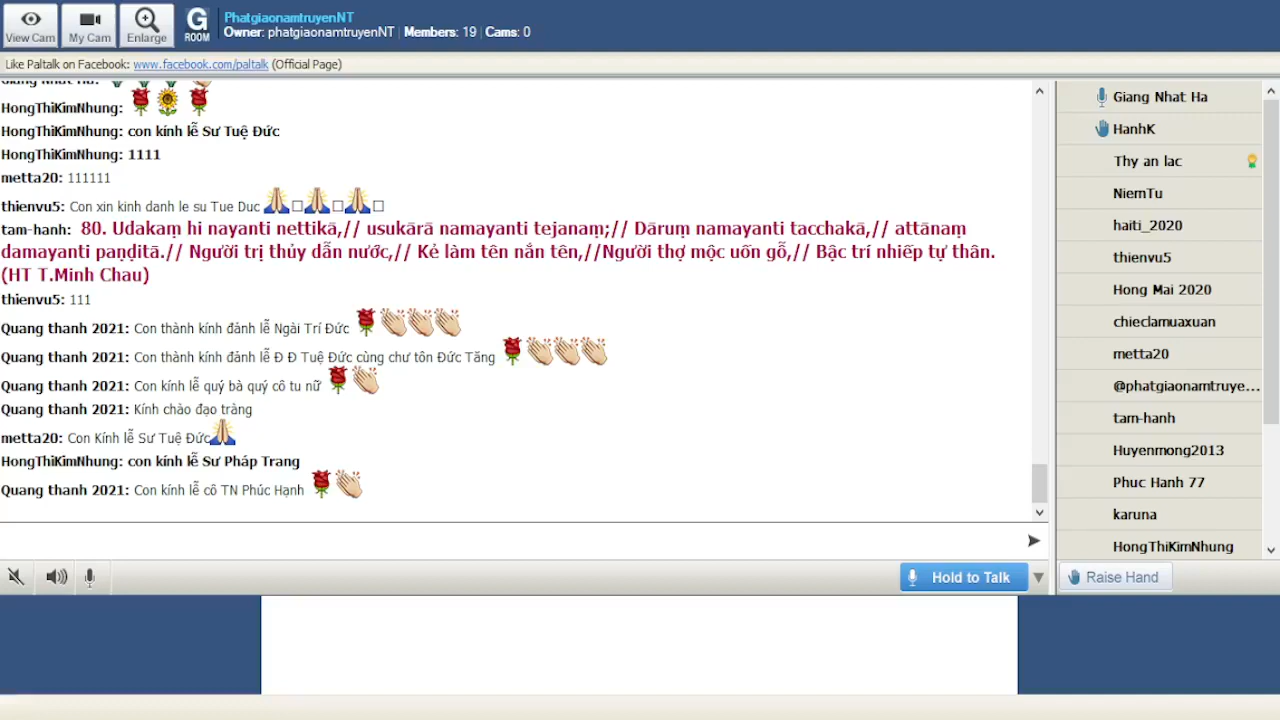 View Cam
My Cam
Enlarge
G
ROOM
PhatgiaonamtruyenNT
Owner: phatgiaonamtruyenNT | Members: 19 | Cams: 0
Like Paltalk on Facebook: www.facebook.com/paltalk (Official Page)
Giang Nhat Ha:
HongThiKimNhung:
HongThiKimNhung: con kính lễ Sư Tuệ Đức
HongThiKimNhung: 1111
metta20: 111111
thienvu5: Con xin kinh danh le su Tue Duc
tam-hanh: 80. Udakaṃ hi nayanti nettikā,// usukārā namayanti tejanaṃ;// Dāruṃ namayanti tacchakā,// attānaṃ
damayanti paṇḍitā.// Người trị thủy dẫn nước,// Kẻ làm tên nắn tên,//Người thợ mộc uốn gỗ,// Bậc trí nhiếp tự thân.
(HT T.Minh Chau)
thienvu5: 111
Quang thanh 2021: Con thành kính đảnh lễ Ngài Trí Đức
Quang thanh 2021: Con thành kính đảnh lễ Đ Đ Tuệ Đức cùng chư tôn Đức Tăng
Quang thanh 2021: Con kính lễ quý bà quý cô tu nữ
Quang thanh 2021: Kính chào đạo tràng
metta20: Con Kính lễ Sư Tuệ Đức
HongThiKimNhung: con kính lễ Sư Pháp Trang
Quang thanh 2021: Con kính lễ cô TN Phúc Hạnh
Hold to Talk
Giang Nhat Ha
HanhK
Thy an lac
NiemTu
haiti_2020
thienvu5
Hong Mai 2020
chieclamuaxuan
metta20
@phatgiaonamtruye...
tam-hanh
Huyenmong2013
Phuc Hanh 77
karuna
HongThiKimNhung
Raise Hand